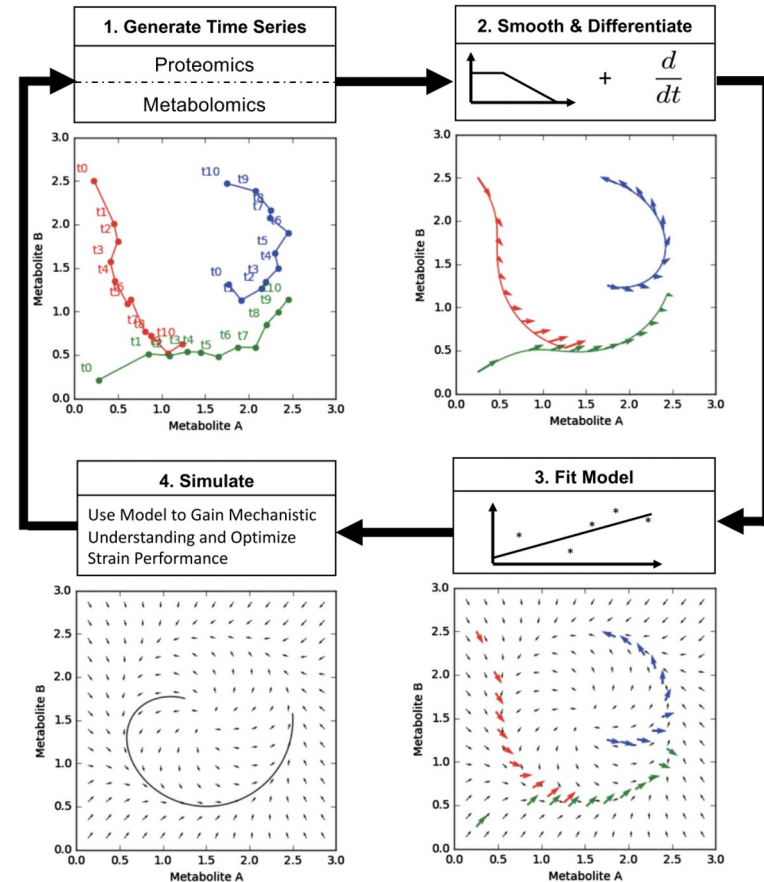 1. Generate Time Series
Proteomics
Metabolomics
2. Smooth & Differentiate
+
d
dt
3.0
2.5
2.0
1.5
1.0
0.5
0.0
Metabolite B
t0
t1
t2
t3
t4
t7
t10
t10
t9
t8
t7
t6
t5
t4
t3
t2
t1
t0
t0
t1
t2
t3
t4
t5
t6
t7
t8
t9
t10
0.0 0.5 1.0 1.5 2.0 2.5 3.0
Metabolite A
3.0
2.5
2.0
1.5
1.0
0.5
0.0
Metabolite B
0.0 0.5 1.0 1.5 2.0 2.5 3.0
Metabolite A
4. Simulate
Use Model to Gain Mechanistic
Understanding and Optimize
Strain Performance
3. Fit Model
* * * * *
3.0
2.5
2.0
1.5
1.0
0.5
0.0
Metabolite B
0.0 0.5 1.0 1.5 2.0 2.5 3.0
Metabolite A
3.0
2.5
2.0
1.5
1.0
0.5
0.0
Metabolite B
0.0 0.5 1.0 1.5 2.0 2.5 3.0
Metabolite A